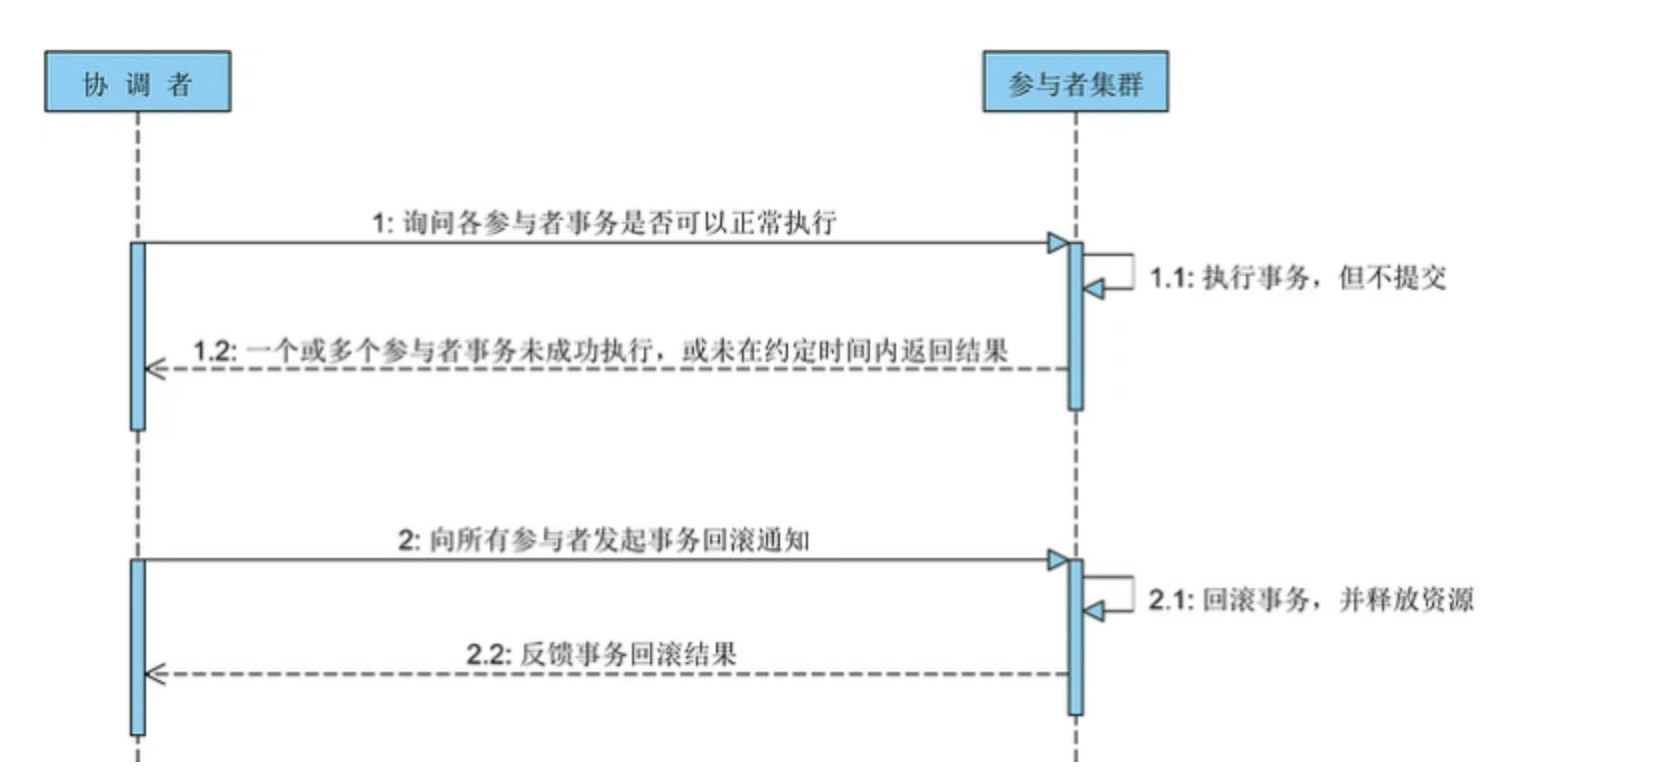 协 调 者
参与者集群
1: 询问各参与者事务是否可以正常执行
1.1: 执行事务，但不提交
1.2: 一个或多个参与者事务未成功执行，或未在约定时间内返回结果
2: 向所有参与者发起事务回滚通知
2.1: 回滚事务，并释放资源
2.2: 反馈事务回滚结果